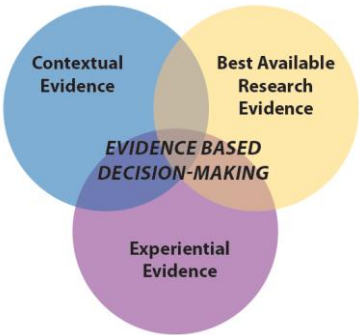 Contextual
Evidence
Best Available
Research
Evidence
EVIDENCE BASED
DECISION-MAKING
Experiential
Evidence